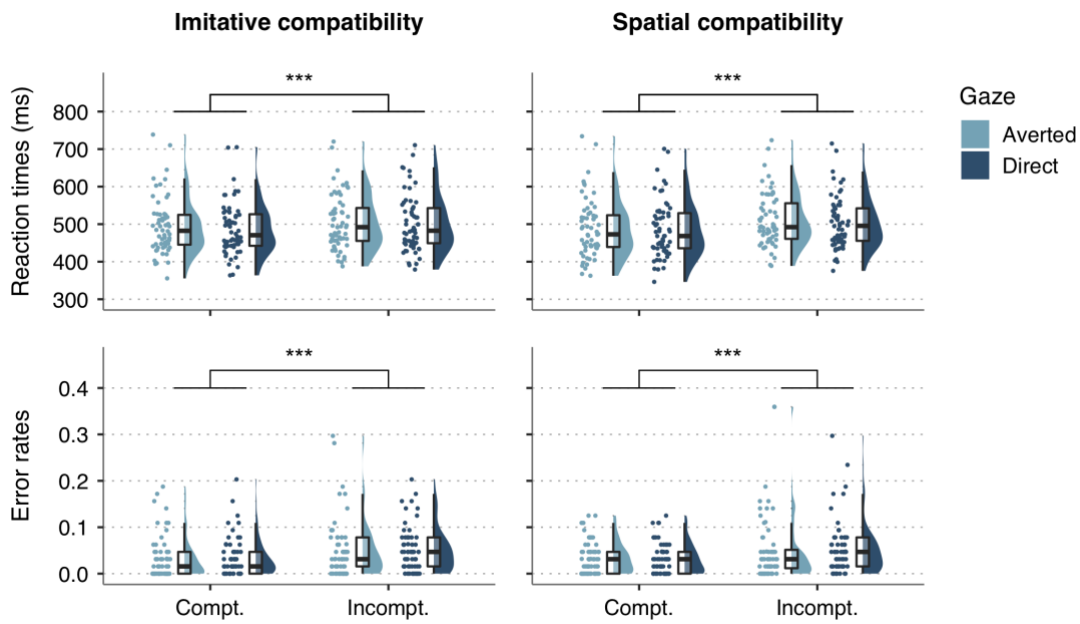 Imitative compatibility
Spatial compatibility
***
***
Reaction times (ms)
800
700
600
500
400
300
Gaze
Averted
Direct
***
***
Error rates
0.4
0.3
0.2
0.1
0.0
Compt.
Incompt.
Compt.
Incompt.